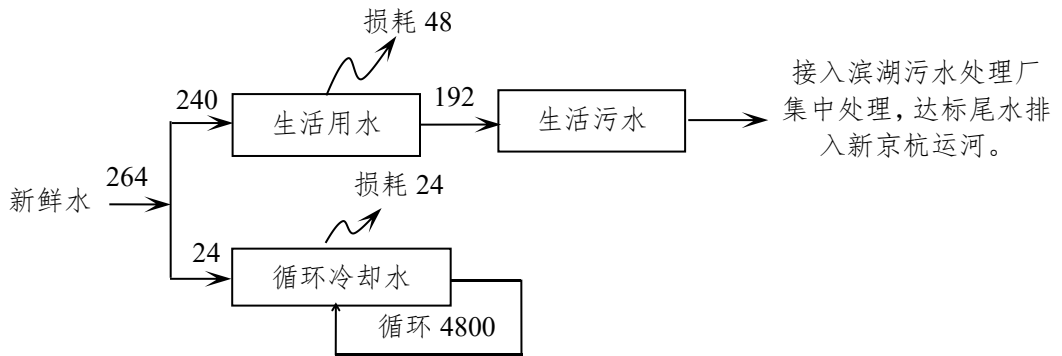 损耗 48
240
生活用水
192
生活污水
接入滨湖污水处理厂
集中处理，达标尾水排
入新京杭运河。
新鲜水
264
损耗 24
24
循环冷却水
循环 4800